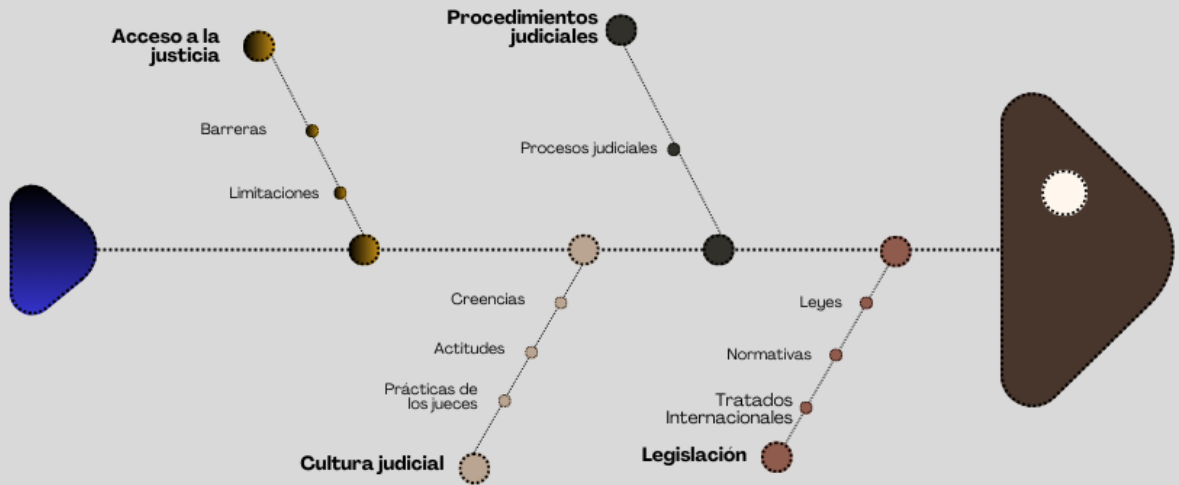 Acceso a la
justicia
Barreras
Limitaciones
Procedimientos
judiciales
Procesos judiciales
Creencias
Actitudes
Prácticas de
los jueces
Cultura judicial
Leyes
Normativas
Tratados
Internacionales
Legislación